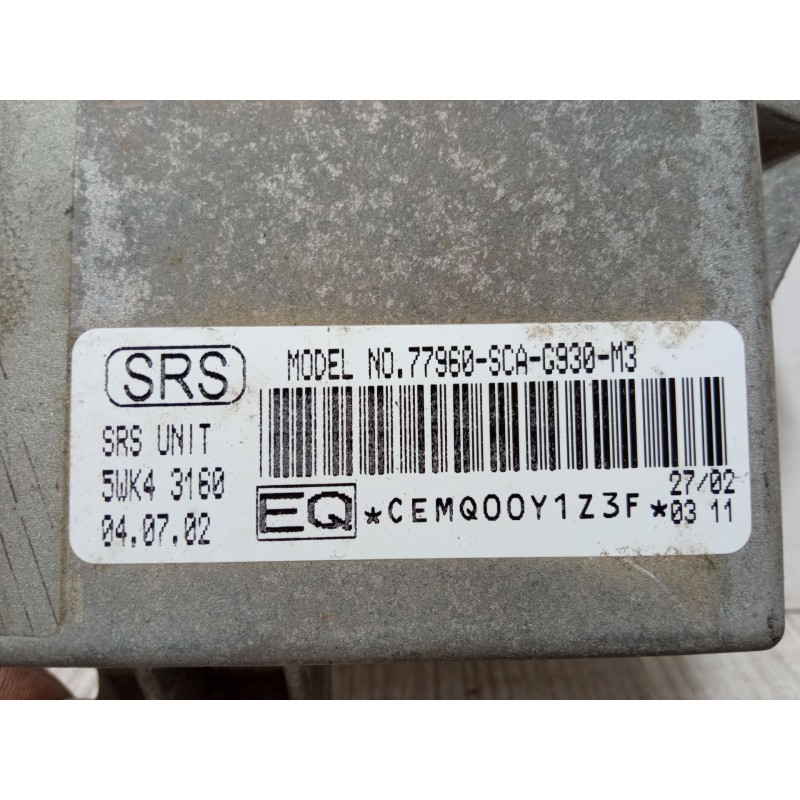 SRS
MODEL NO.77960-SCA-G930-M3
SRS UNIT
5WK4 3160
27/02
04.07.02
EQ *CEMQ00Y1Z3F*
03 11